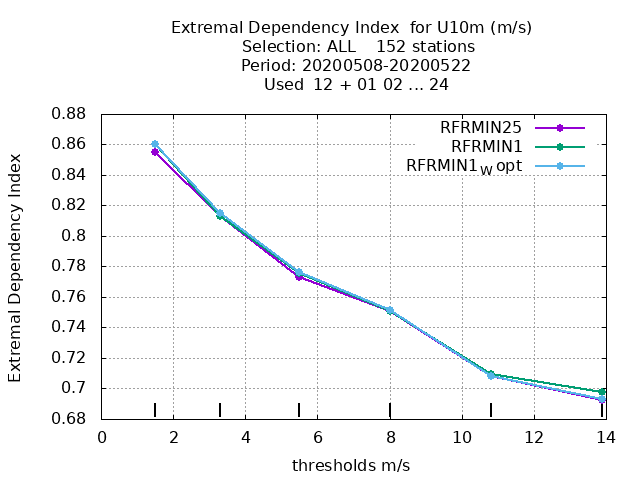 Extremal Dependency Index for U10m (m/s)
Selection: ALL 152 stations
Period: 20200508-20200522
Used 12 + 01 02 ... 24
RFRMIN25
RFRMIN1
RFRMIN1W opt
Extremal Dependency Index
0.88
0.86
0.84
0.82
0.8
0.78
0.76
0.74
0.72
0.7
0.68
0 2 4 6 8 10 12 14
thresholds m/s